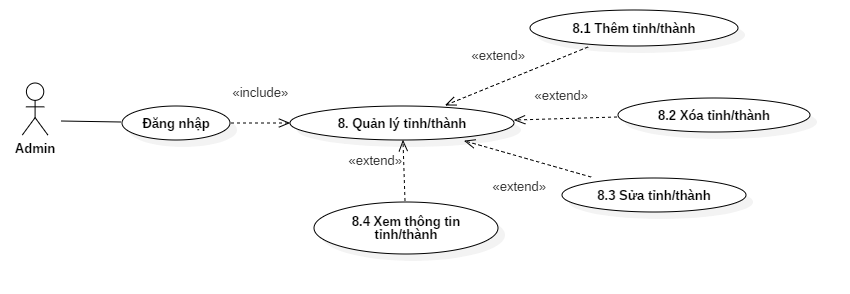 8.1 Thêm tỉnh/thành
«extend»
«include»
«extend»
8.2 Xóa tỉnh/thành
Đăng nhập
8. Quản lý tỉnh/thành
Admin
«extend»
«extend»
8.3 Sửa tỉnh/thành
8.4 Xem thông tin
tỉnh/thành